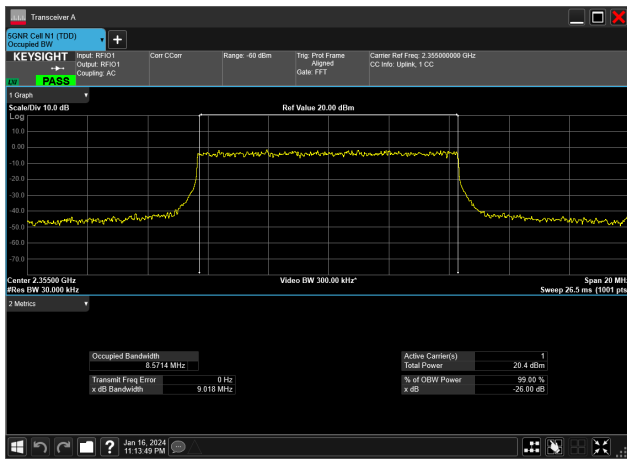 Transceiver A
5GNR Cell N1 (TDD)
Occupied BW
KEYSIGHT
PASS
Input: RFIO1
Output: RFIO1
Coupling: AC
Corr CCorr
Range: -60 dBm
Trig: Prot Frame
Aligned
Gate: FFT
Carrier Ref Freq: 2.355000000 GHz
CC Info: Uplink, 1 CC
1 Graph
Scale/Div 10.0 dB
Ref Value 20.00 dBm
Log
10.0
0.00
-10.0
-20.0
-30.0
-40.0
-50.0
-60.0
-70.0
Center 2.35500 GHz
Video BW 300.00 kHz*
Span 20 MH
#Res BW 30.000 kHz
Sweep 26.5 ms (1001 pts
2 Metrics
Occupied Bandwidth
8.5714 MHz
Transmit Freq Error 0 Hz
x dB Bandwidth 9.018 MHz
Active Carrier(s) 1
Total Power 20.4 dBm
% of OBW Power 99.00 %
x dB -26.00 dB
Jan 16, 2024
11:13:49 PM